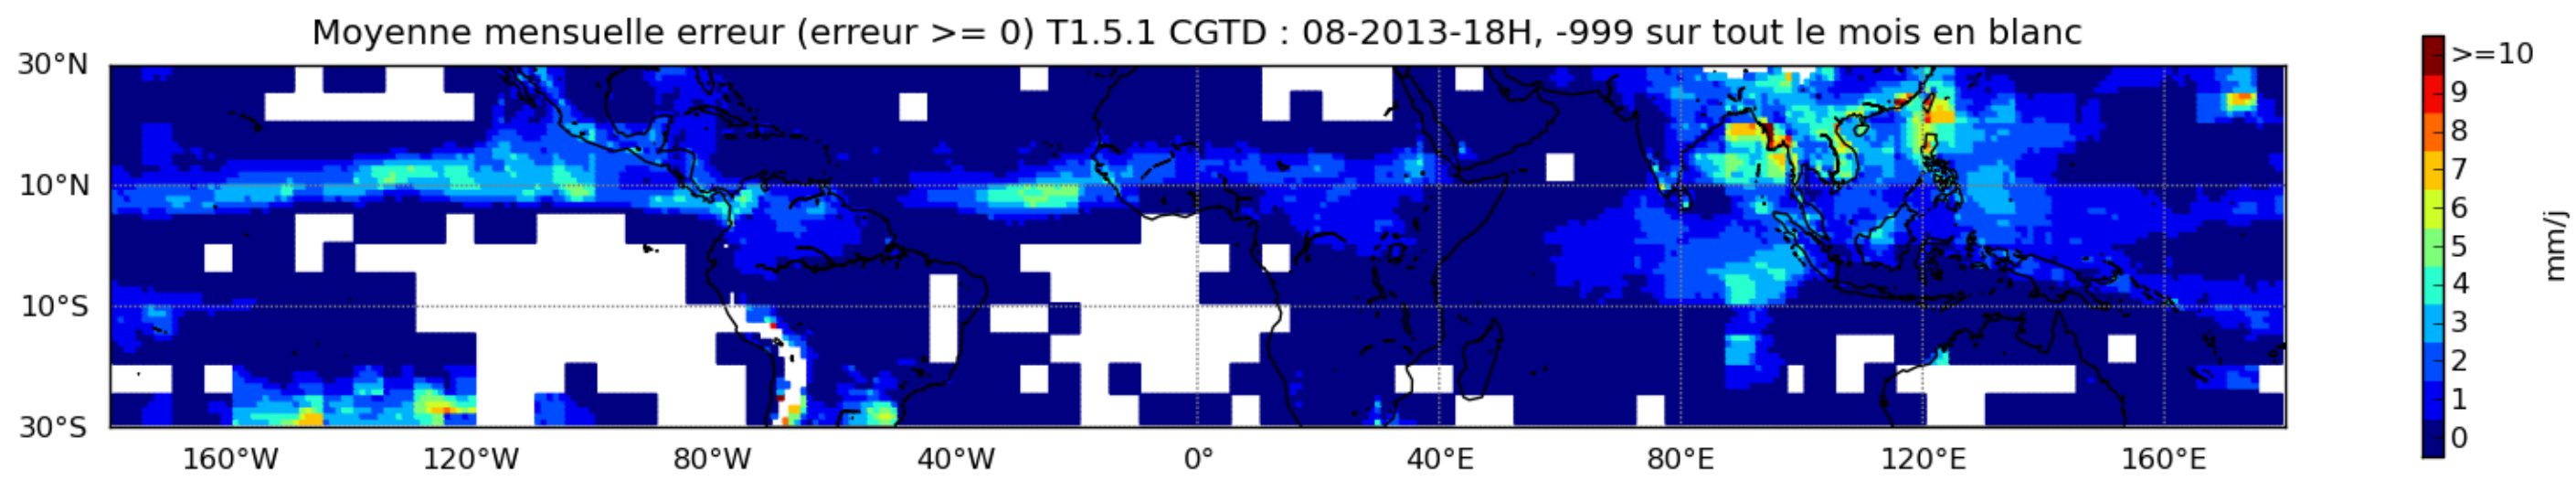 Moyenne mensuelle erreur (erreur >= 0) T1.5.1 CGTD : 08-2013-18H, -999 sur tout le mois en blanc
30°N
10°N
10°S
30°S
160°W 120°W 80°W 40°W 0° 40°E 80°E 120°E 160°E
>=10
9
8
7
6
5
4
3
2
1
0
mm/j